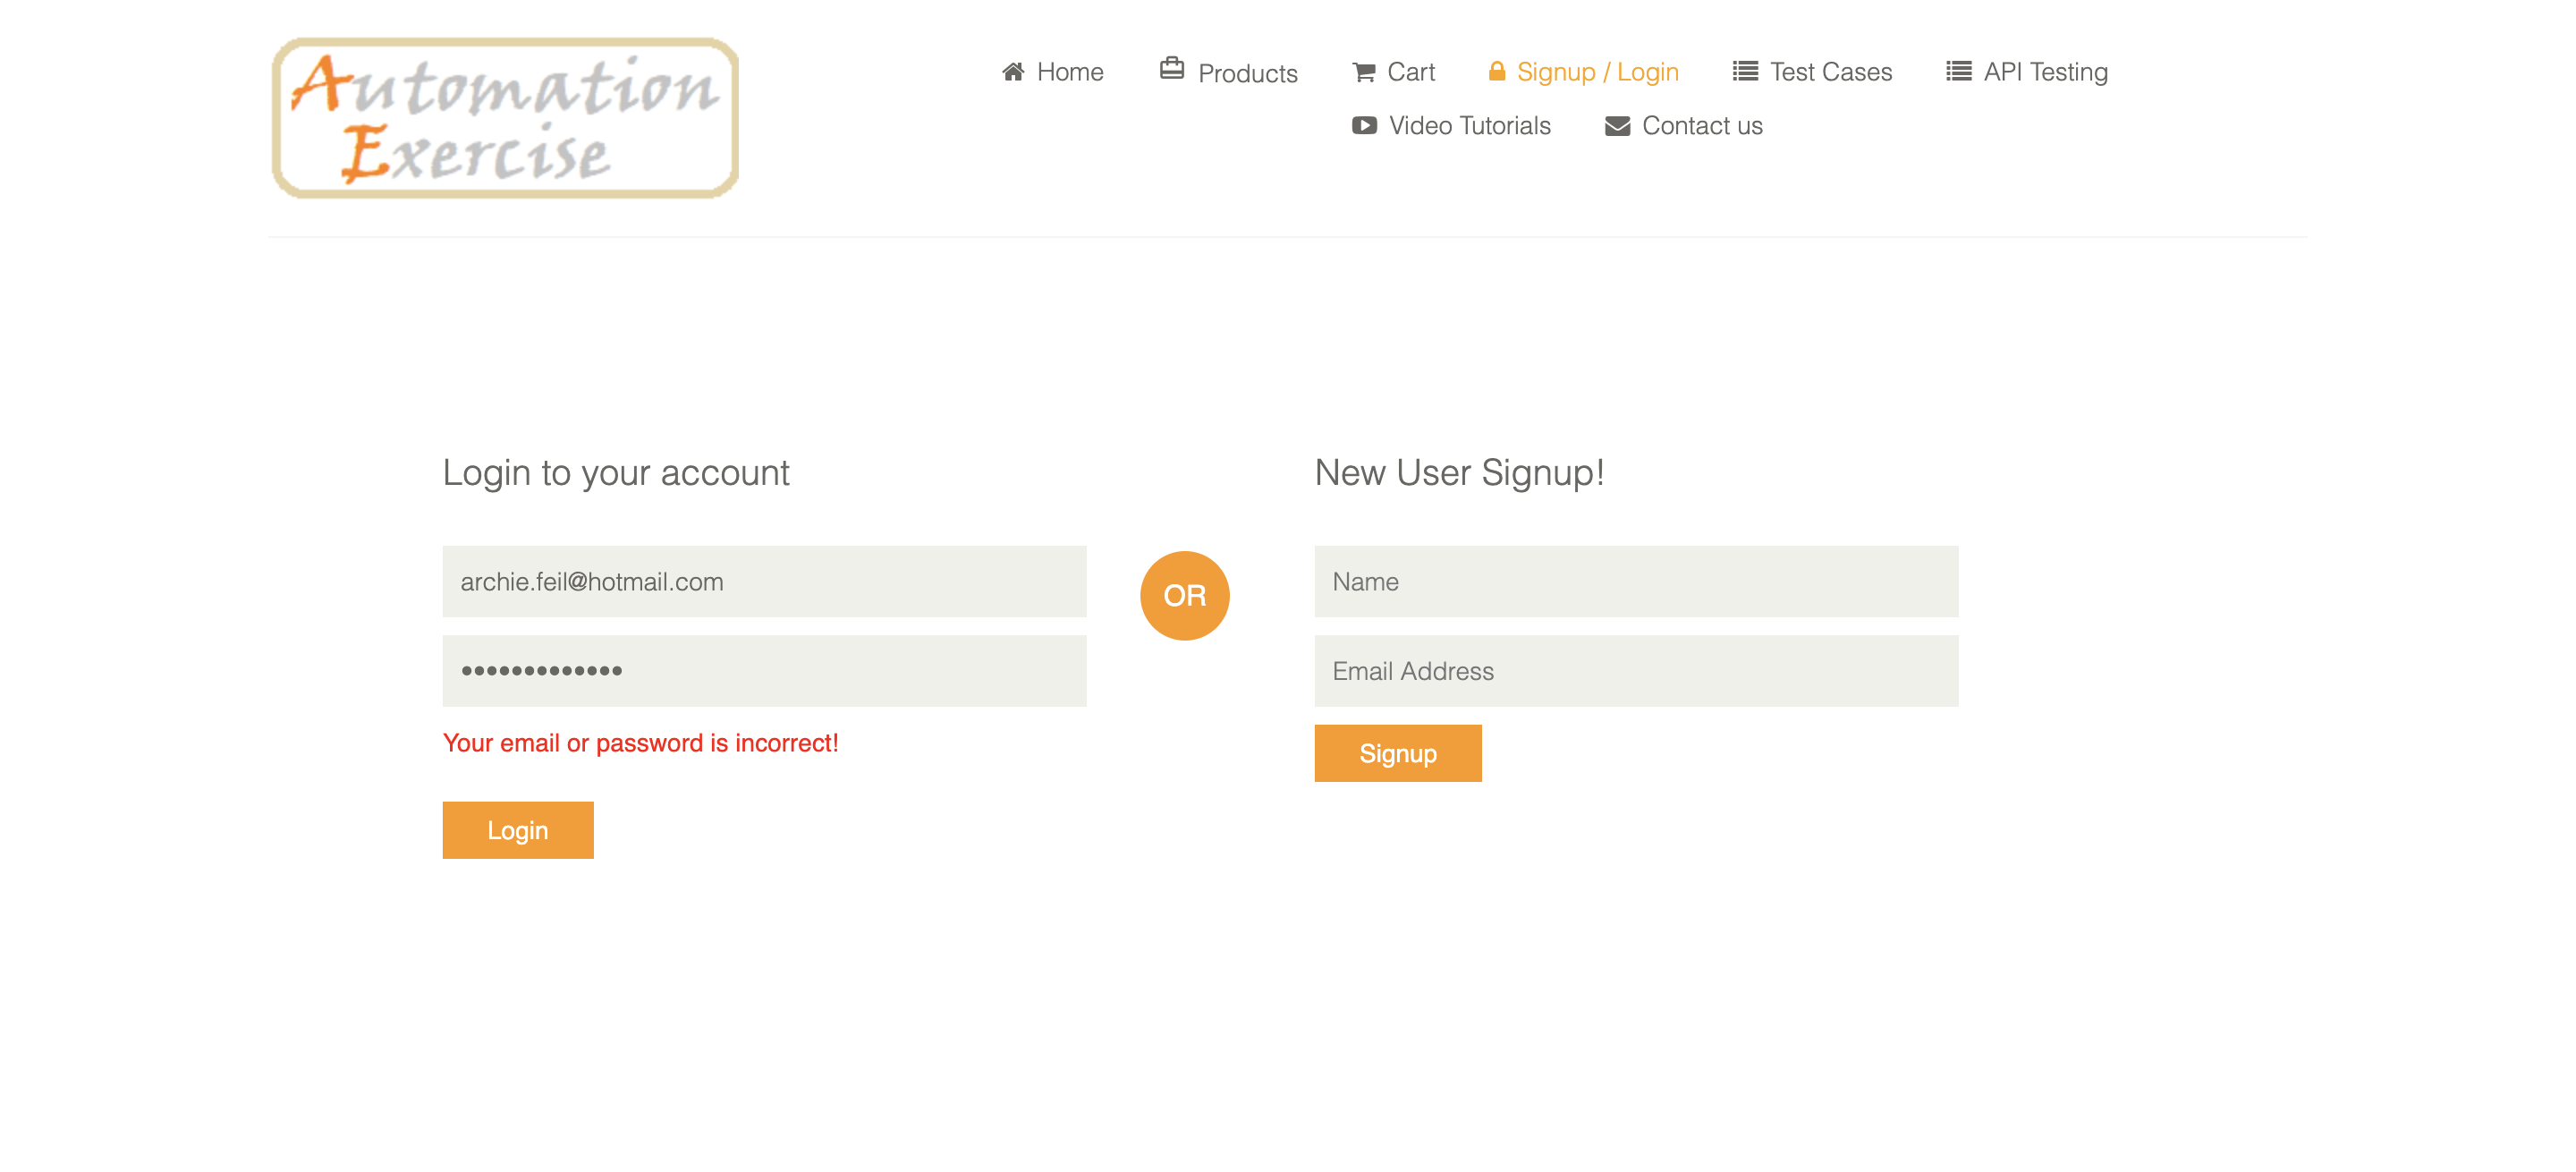 Automation
Exercise
Home
Products
Cart
Signup / Login
Test Cases
API Testing
Video Tutorials
Contact us
Login to your account
archie.feil@hotmail.com
•••••••••••••
Your email or password is incorrect!
Login
OR
New User Signup!
Name
Email Address
Signup